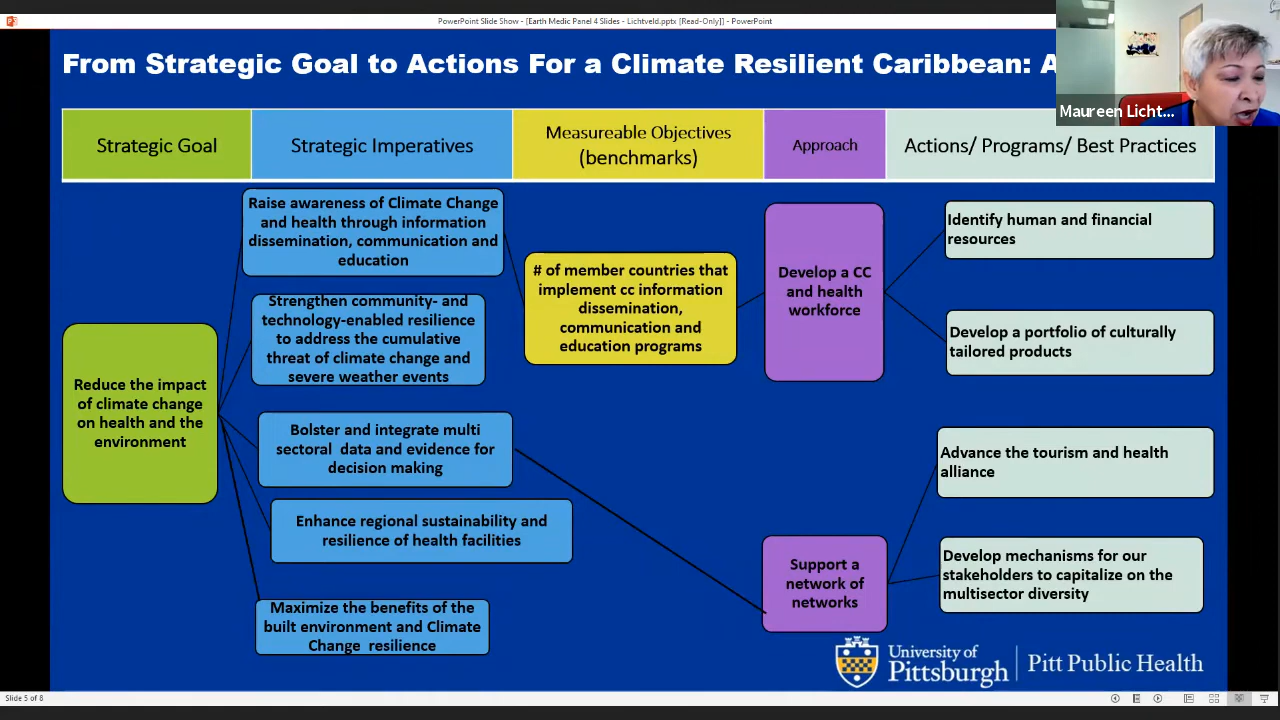 PowerPoint Slide Show - [Earth Medic Panel 4 Slides - Lichtveld.pptx [Read-Only]] - PowerPoint
From Strategic Goal to Actions For a Climate Resilient Caribbean: A
Maureen Licht...
Strategic Goal
Strategic Imperatives
Measureable Objectives
(benchmarks)
Approach
Actions/ Programs/ Best Practices
Reduce the impact
of climate change
on health and the
environment
Raise awareness of Climate Change
and health through information
dissemination, communication and
education
Strengthen community- and
technology-enabled resilience
to address the cumulative
threat of climate change and
severe weather events
Bolster and integrate multi
sectoral data and evidence for
decision making
Enhance regional sustainability and
resilience of health facilities
Maximize the benefits of the
built environment and Climate
Change resilience
# of member countries that
implement cc information
dissemination,
communication and
education programs
Develop a CC
and health
workforce
Support a
network of
networks
Identify human and financial
resources
Develop a portfolio of culturally
tailored products
Advance the tourism and health
alliance
Develop mechanisms for our
stakeholders to capitalize on the
multisector diversity
University of
Pittsburgh
Pitt Public Health
Slide 5 of 8